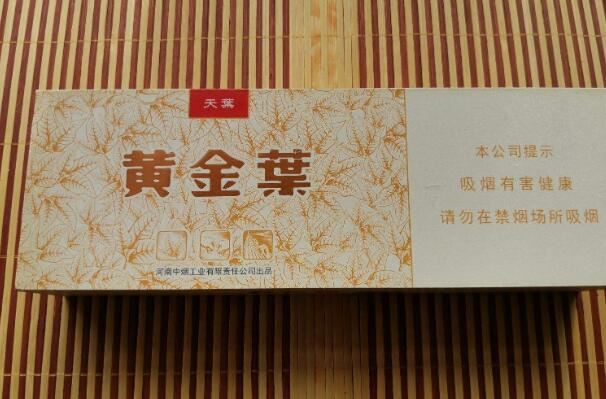 天葉
黄金葉
河南中烟工业有限责任公司出品
本公司提示
吸烟有害健康
请勿在禁烟场所吸烟